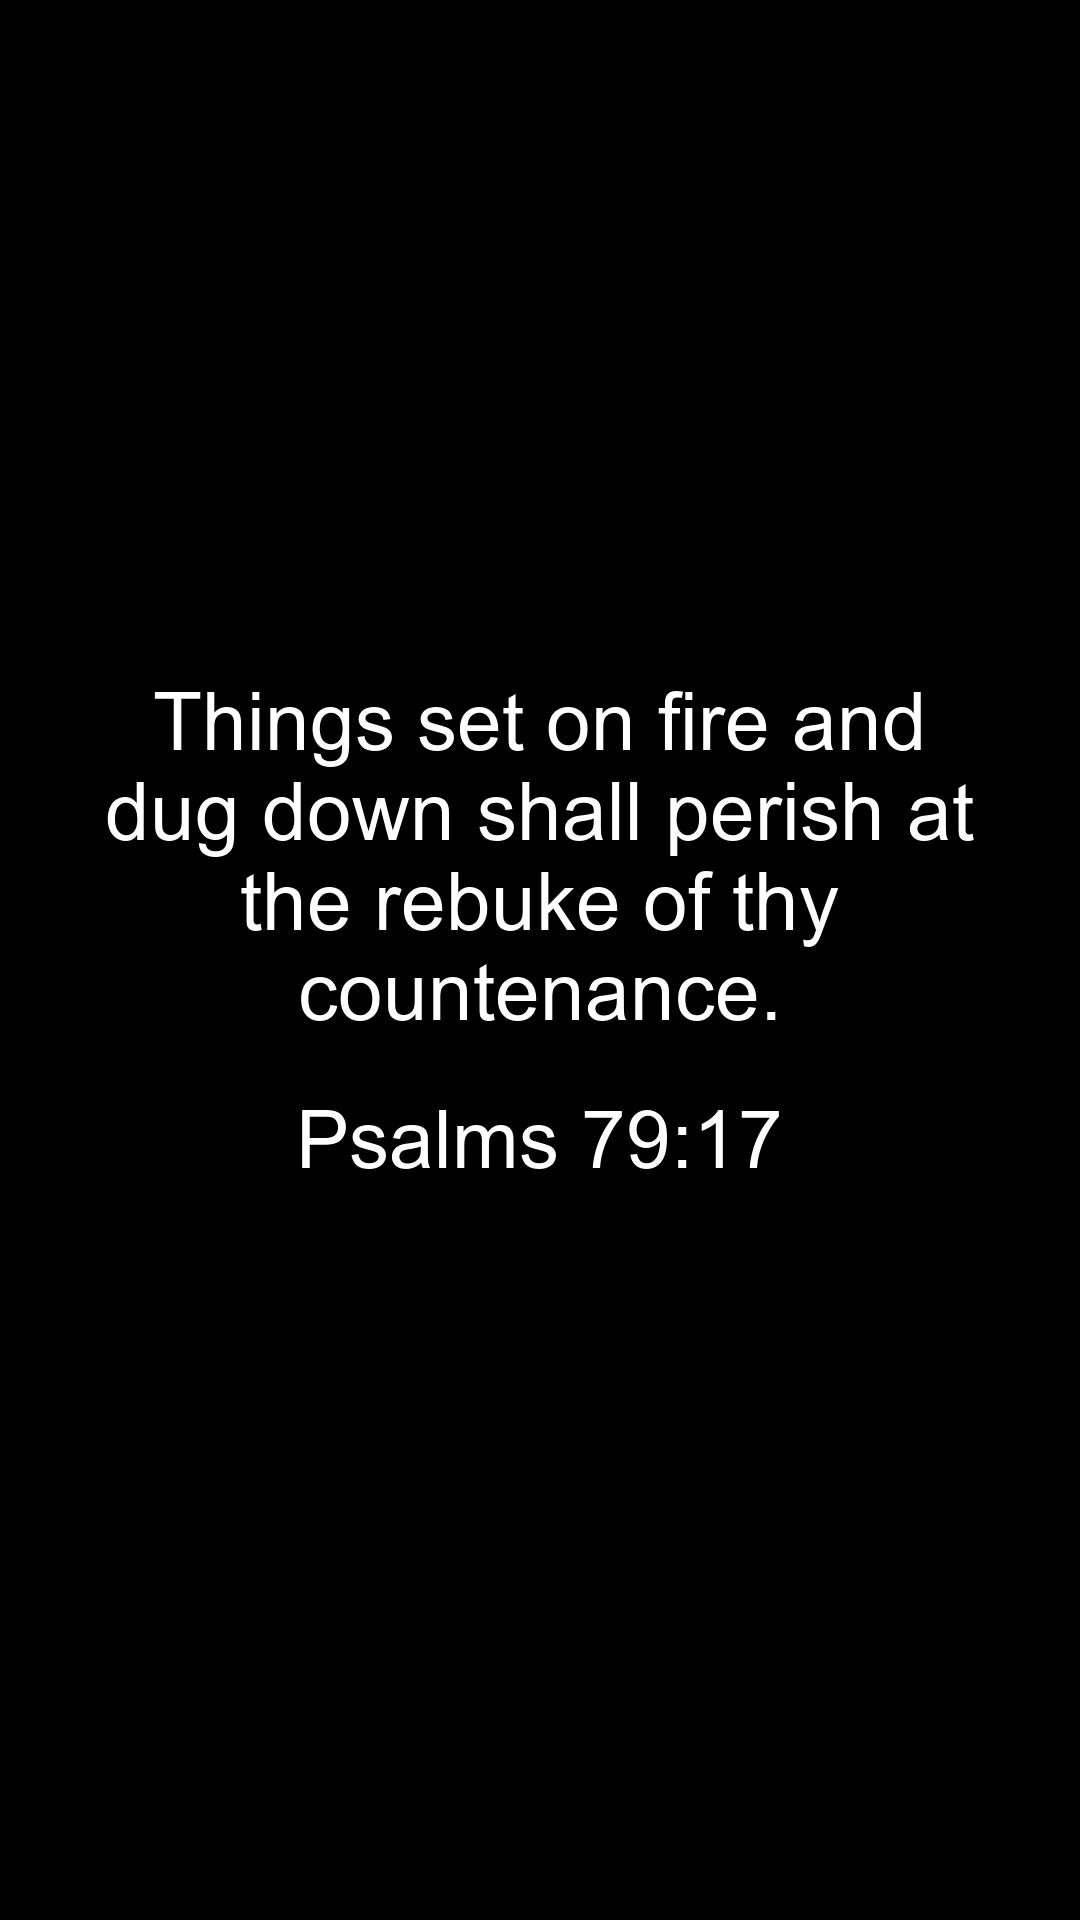 Things set on fire and
dug down shall perish at
the rebuke of thy
countenance.
Psalms 79:17